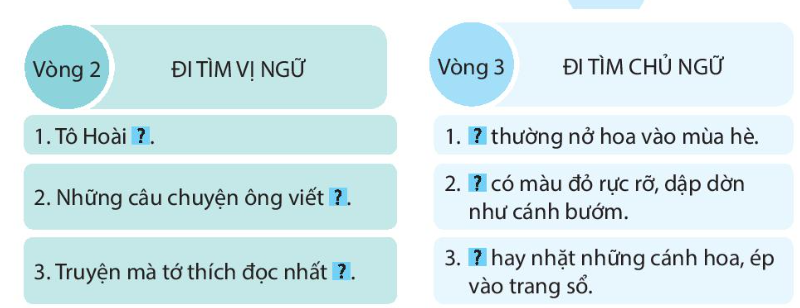 Vòng 2
ĐI TÌM VỊ NGỮ
1. Tô Hoài ?.
2. Những câu chuyện ông viết ?.
3. Truyện mà tớ thích đọc nhất ?.
Vòng 3
ĐI TÌM CHỦ NGỮ
1. ? thường nở hoa vào mùa hè.
2. ? có màu đỏ rực rỡ, dập dờn
như cánh bướm.
3. ? hay nhặt những cánh hoa, ép
vào trang sổ.